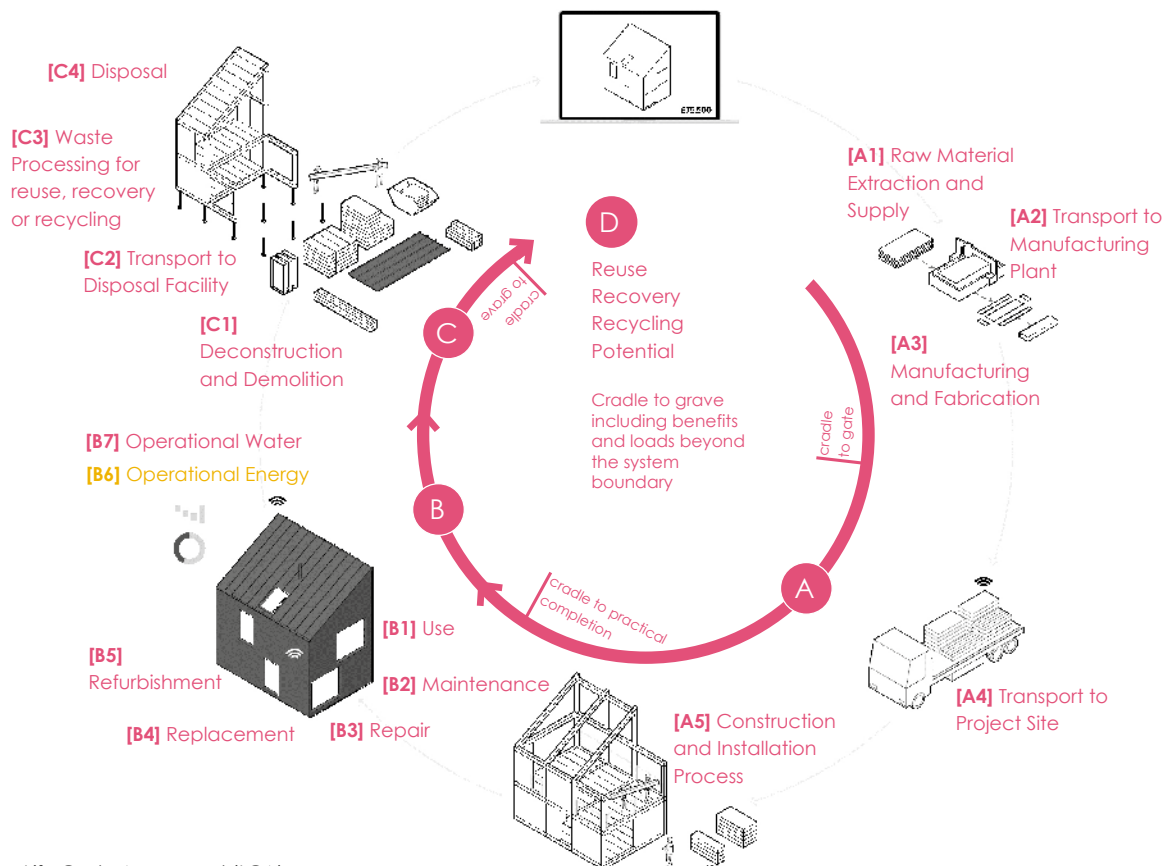 £75,500
[C4] Disposal
[C3] Waste
Processing for
reuse, recovery
or recycling
[C2] Transport to
Disposal Facility
[C1]
Deconstruction
and Demolition
[A1] Raw Material
Extraction and
Supply
[A2] Transport to
Manufacturing
Plant
[A3]
Manufacturing
and Fabrication
D
Reuse
Recovery
Recycling
Potential
Cradle to grave
including benefits
and loads beyond
the system
boundary
cradle
to grave
C
cradle
to gate
B
A
cradle to practical
completion
[B7] Operational Water
[B6] Operational Energy
[B1] Use
[B2] Maintenance
[B3] Repair
[B4] Replacement
[B5]
Refurbishment
[A4] Transport to
Project Site
[A5] Construction
and Installation
Process